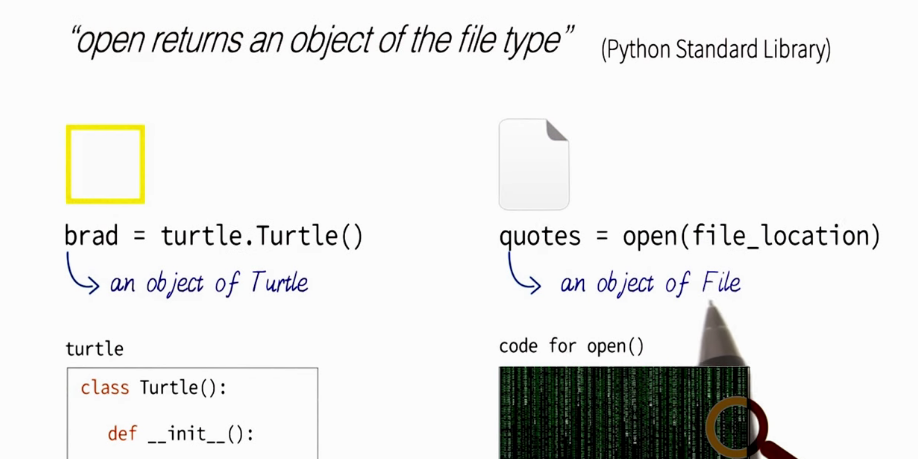 “open returns an object of the file type” (Python Standard Library)
brad = turtle.Turtle()
an object of Turtle
turtle
class Turtle():
def __init__():
quotes = open(file_location)
an object of File
code for open()